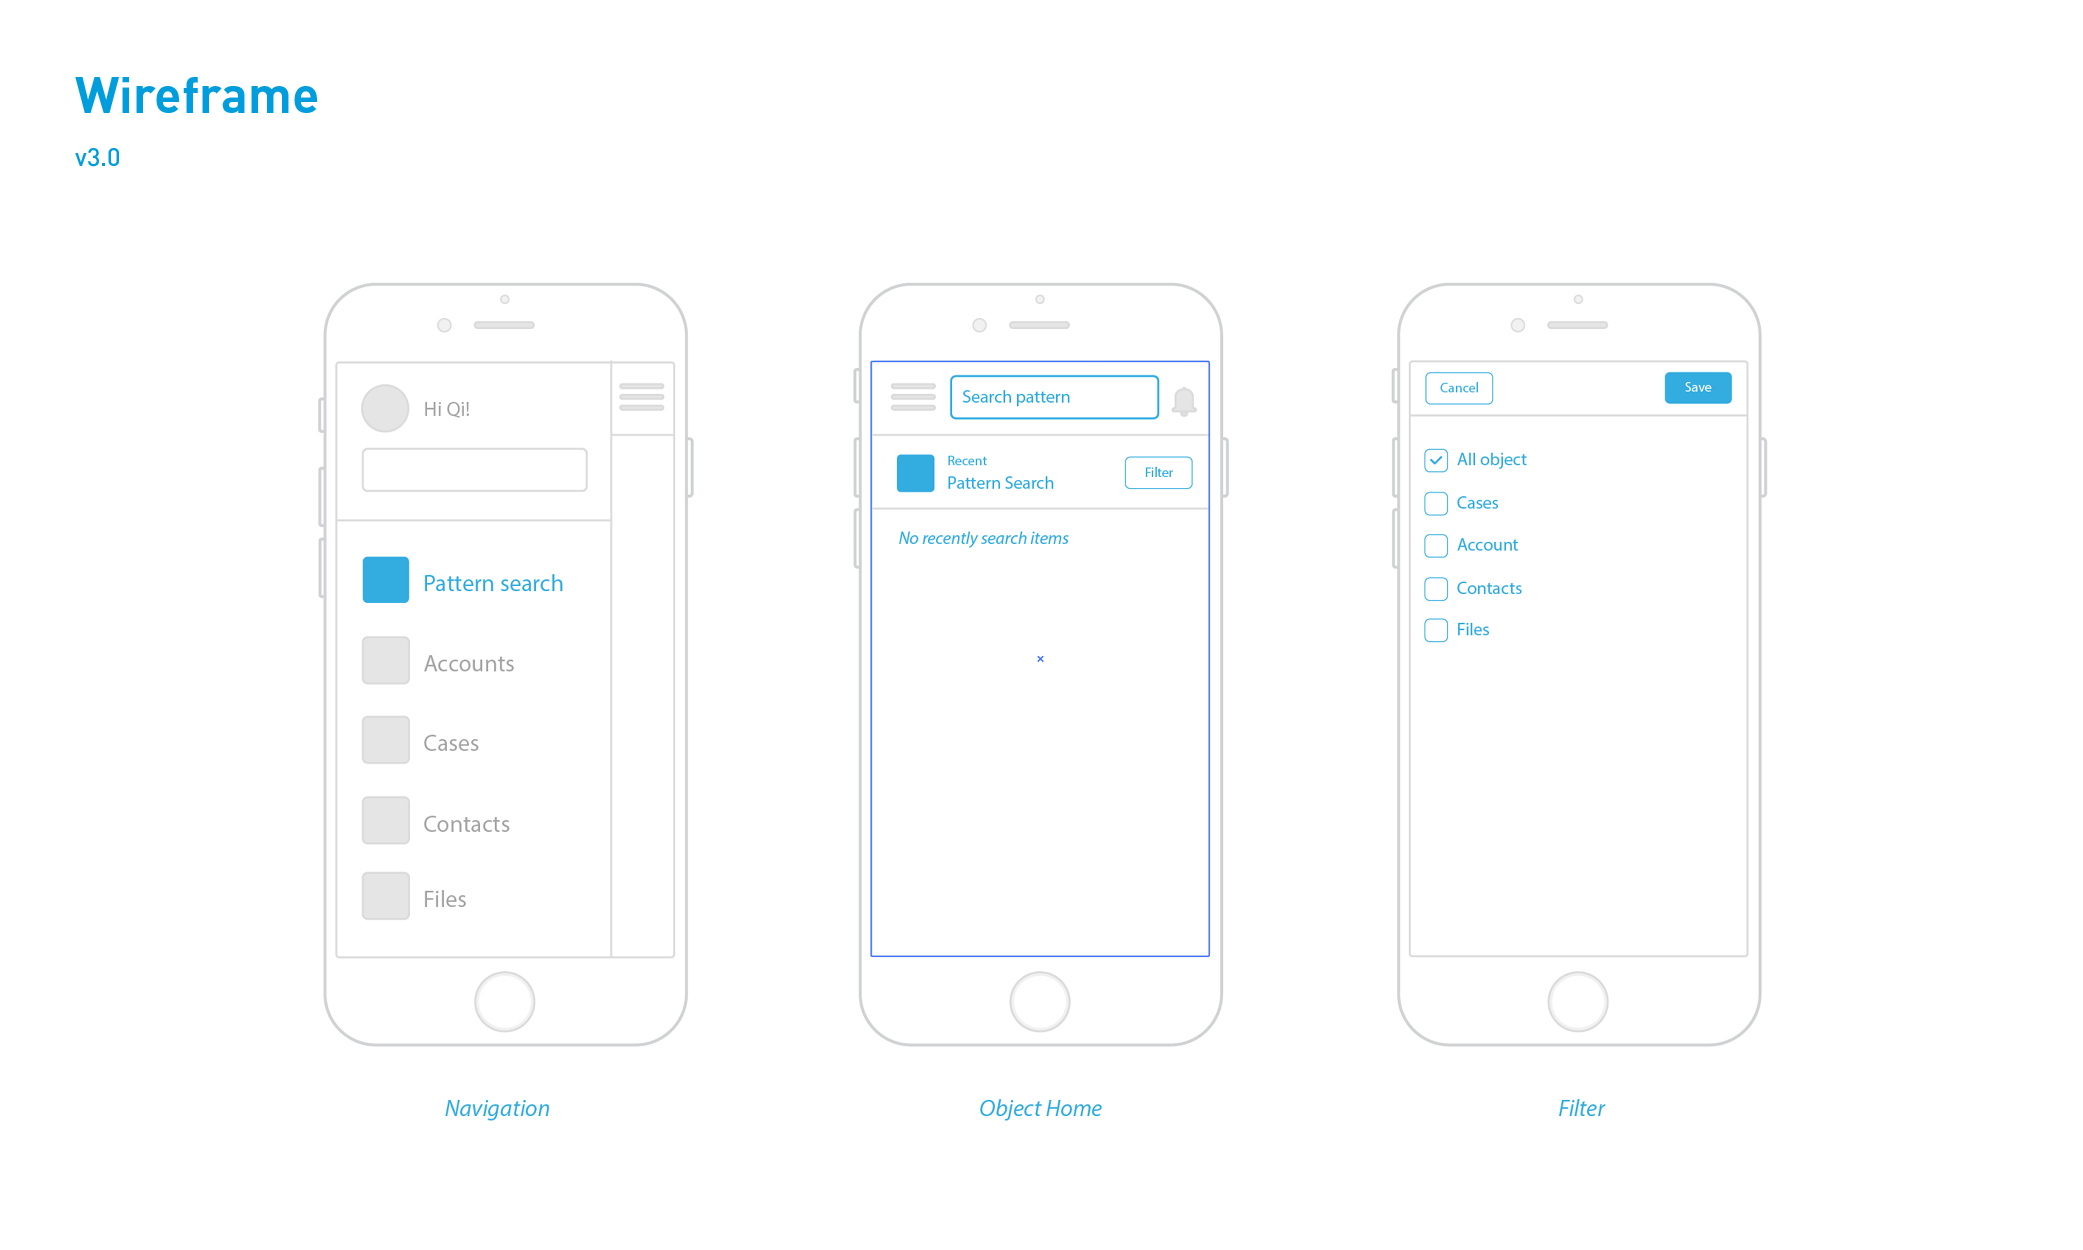 Wireframe
v3.0
Hi Qi!
Pattern search
Accounts
Cases
Contacts
Files
Navigation
Search pattern
Recent
Pattern Search
Filter
No recently search items
Object Home
Cancel
Save
All object
Cases
Account
Contacts
Files
Filter